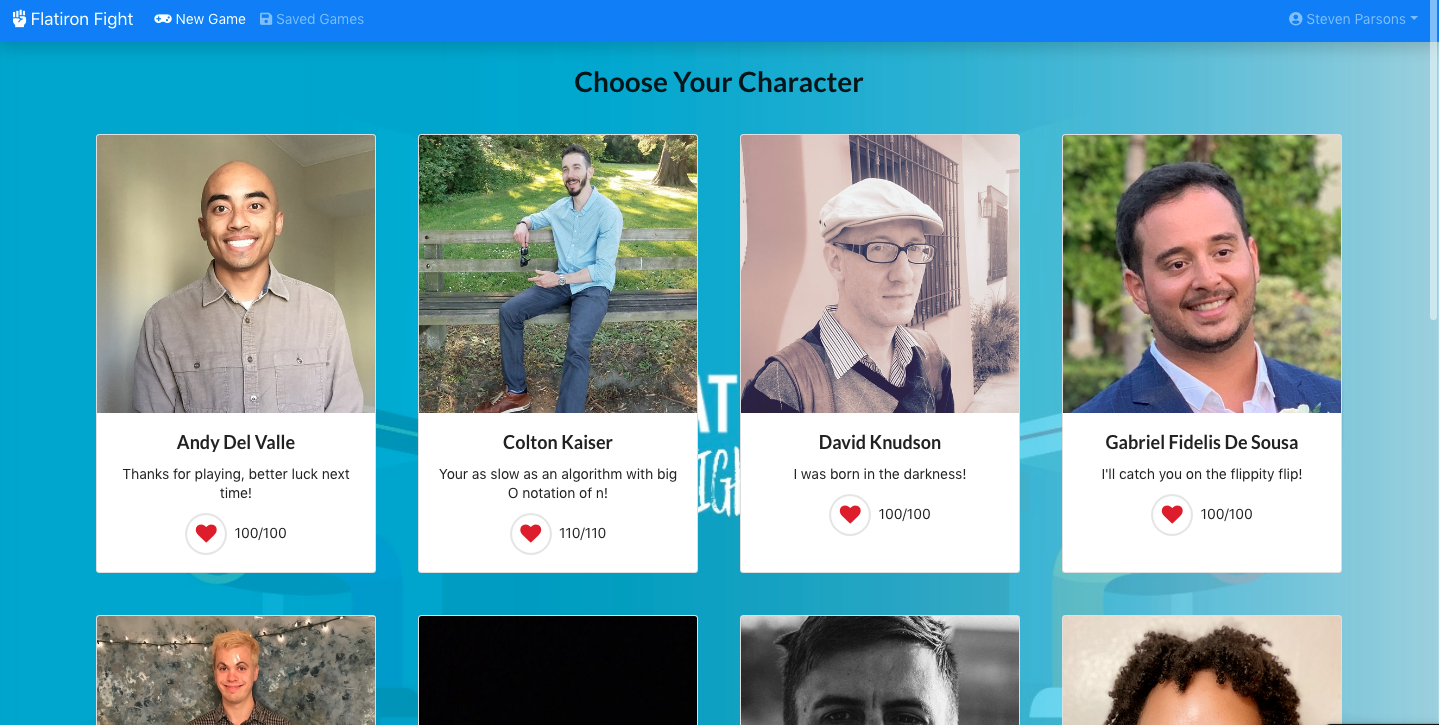 Flatiron Fight New Game Saved Games Steven Parsons
Choose Your Character
Andy Del Valle
Thanks for playing, better luck next
time!
100/100
Colton Kaiser
Your as slow as an algorithm with big
O notation of n!
110/110
David Knudson
I was born in the darkness!
100/100
Gabriel Fidelis De Sousa
I'll catch you on the flippity flip!
100/100